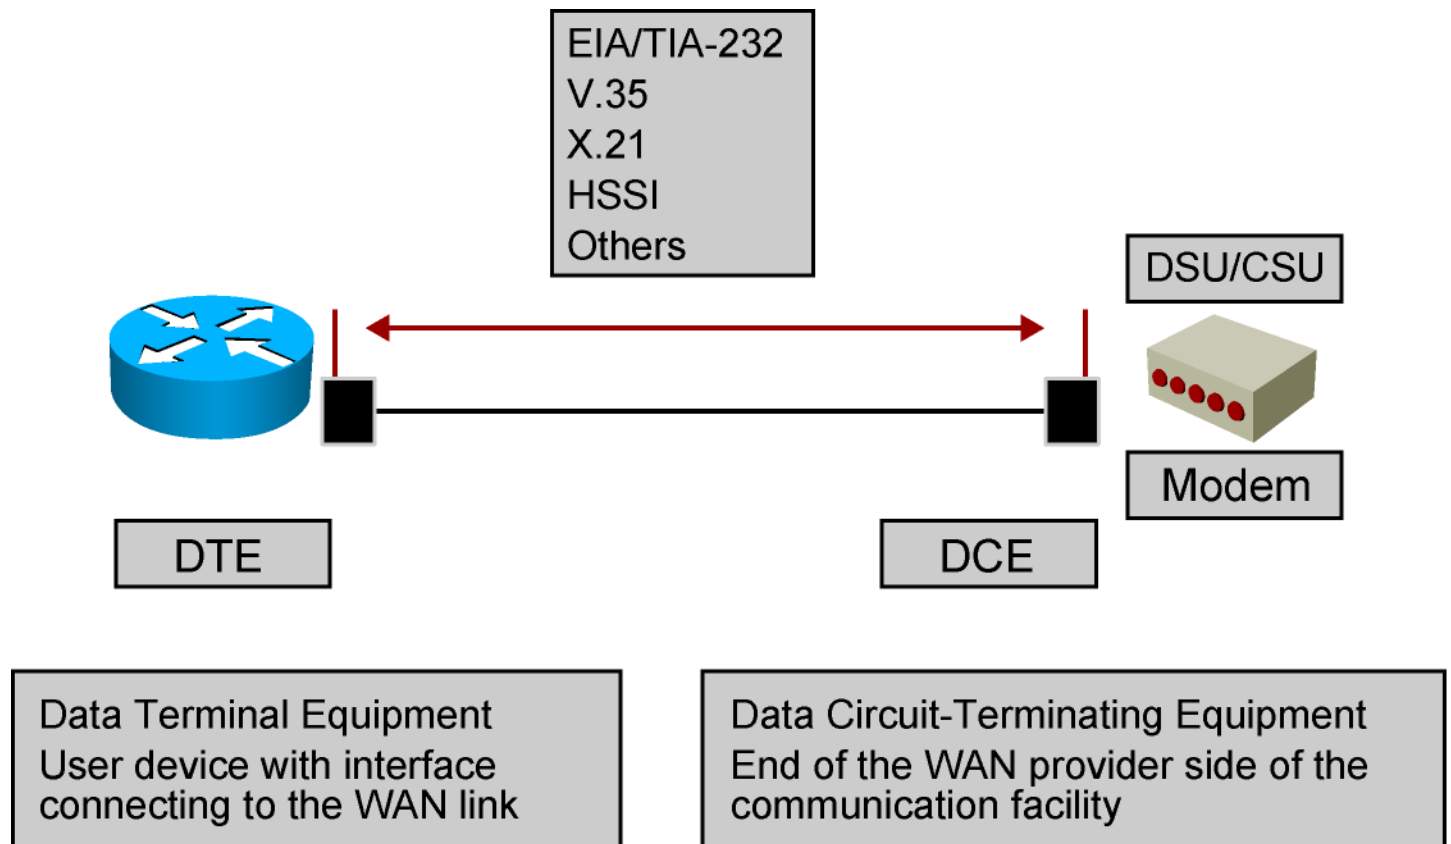 EIA/TIA-232
V.35
X.21
HSSI
Others
DSU/CSU
Modem
DTE
DCE
Data Terminal Equipment
User device with interface
connecting to the WAN link
Data Circuit-Terminating Equipment
End of the WAN provider side of the
communication facility